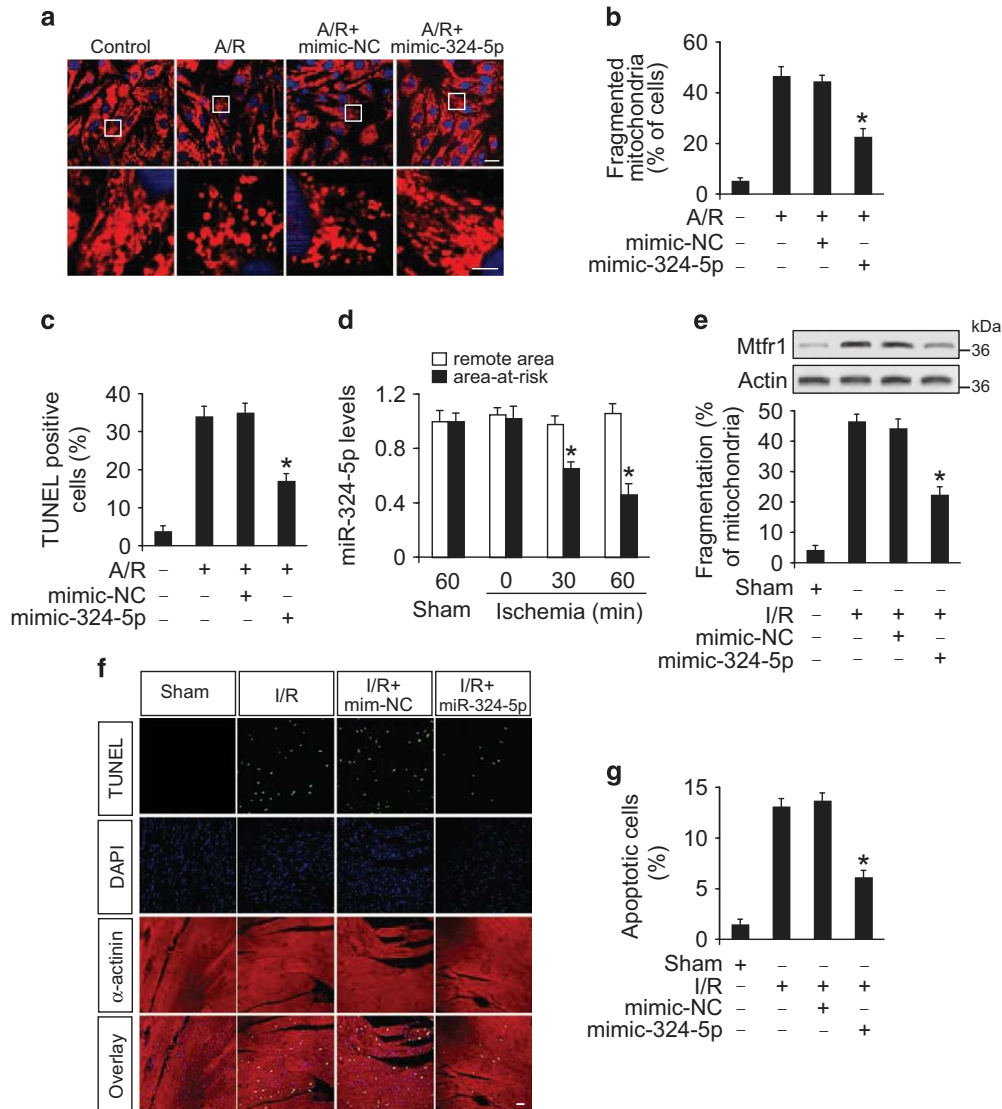 a
Control
A/R
A/R+
mimic-NC
A/R+
mimic-324-5p
b
Fragmented
mitochondria
(% of cells)
60
40
20
0
A/R – + + +
mimic-NC – – + –
mimic-324-5p – – – +
*
c
TUNEL positive
cells (%)
40
30
20
10
0
*
A/R – + + +
mimic-NC – – + –
mimic-324-5p – – – +
d
remote area
area-at-risk
miR-324-5p levels
1.2
0.8
0.4
0
*
*
60 0 30 60
Sham Ischemia (min)
e
kDa
Mtfr1 36
Actin 36
Fragmentation (%
of mitochondria)
50
40
30
20
10
0
*
Sham + – – –
I/R – + + +
mimic-NC – – + –
mimic-324-5p – – – +
f
Sham
I/R
I/R+
mim-NC
I/R+
miR-324-5p
TUNEL
DAPI
α-actinin
Overlay
g
Apoptotic cells
(%)
15
10
5
0
*
Sham + – – –
I/R – + + +
mimic-NC – – + –
mimic-324-5p – – – +